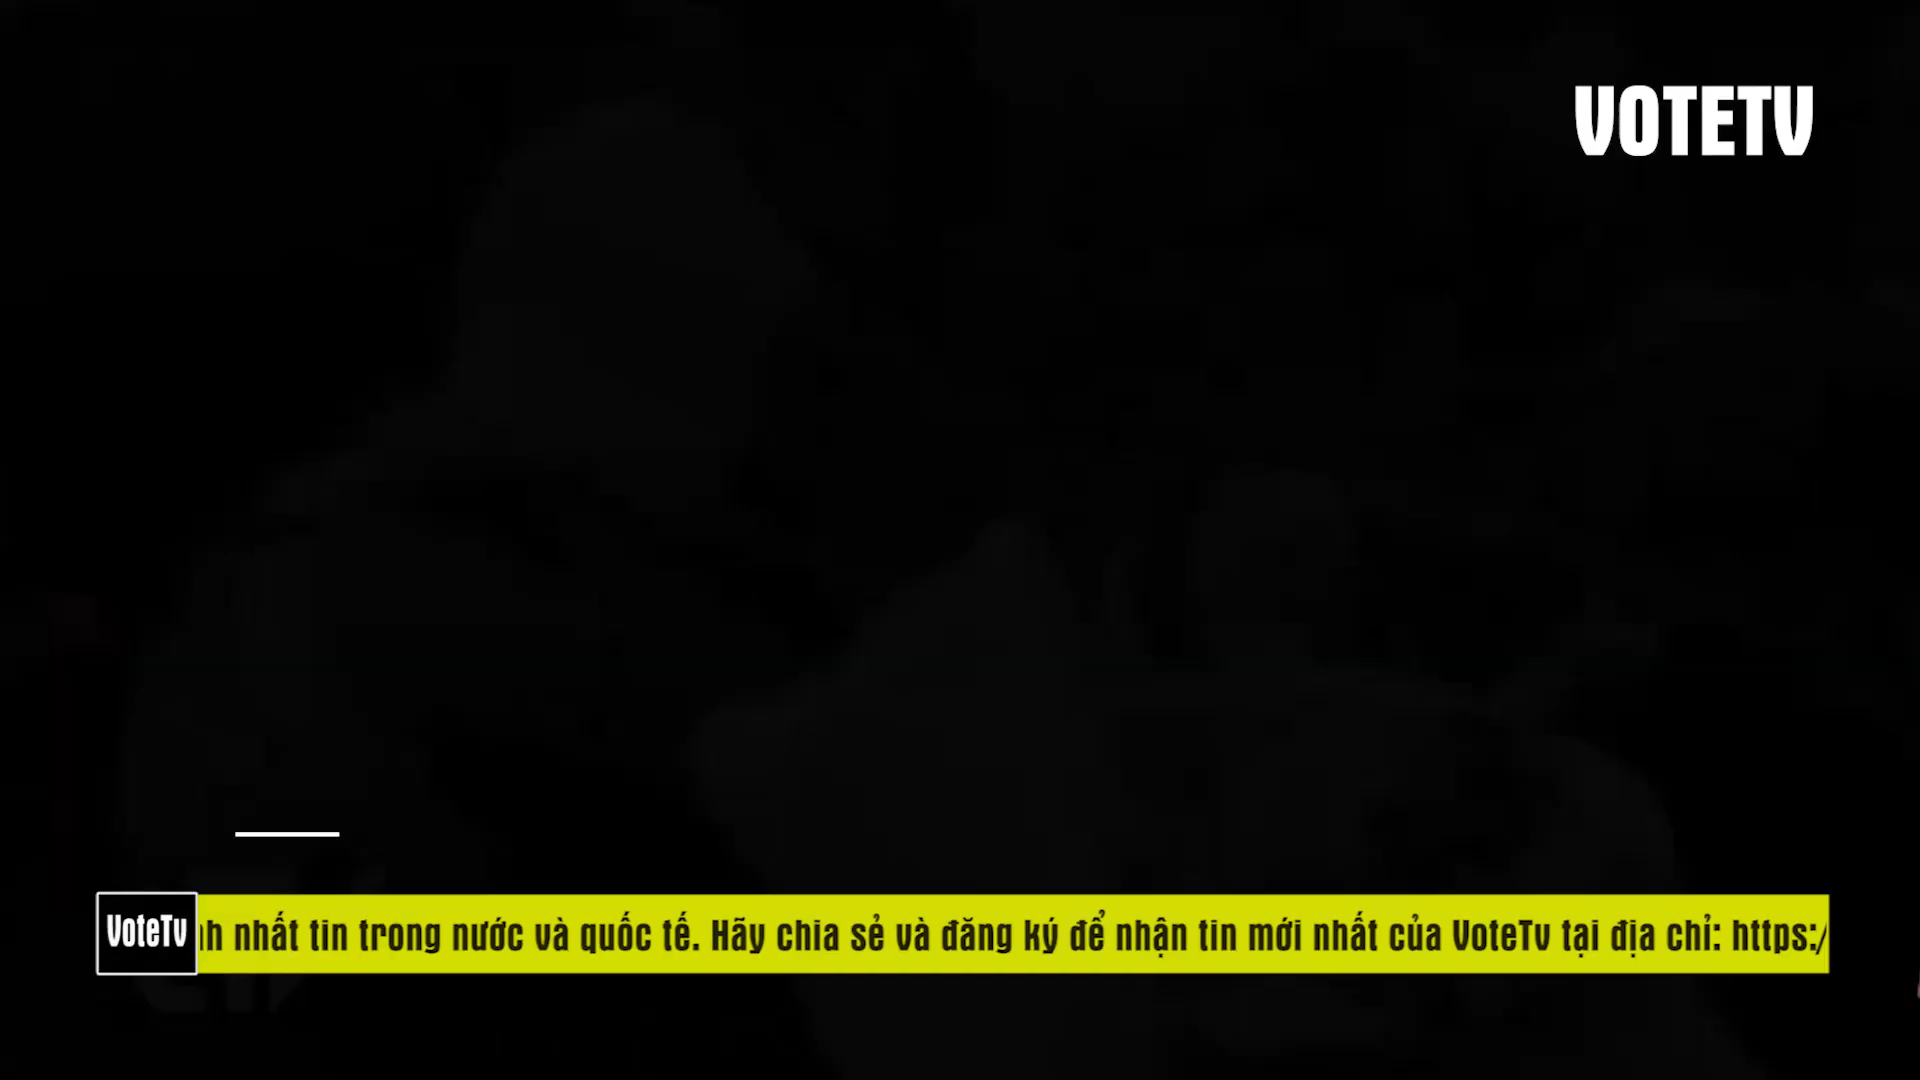 VOTETV
VoteTv
nh nhất tin trong nước và quốc tế. Hãy chia sẻ và đăng ký để nhận tin mới nhất của VoteTv tại địa chỉ: https:/